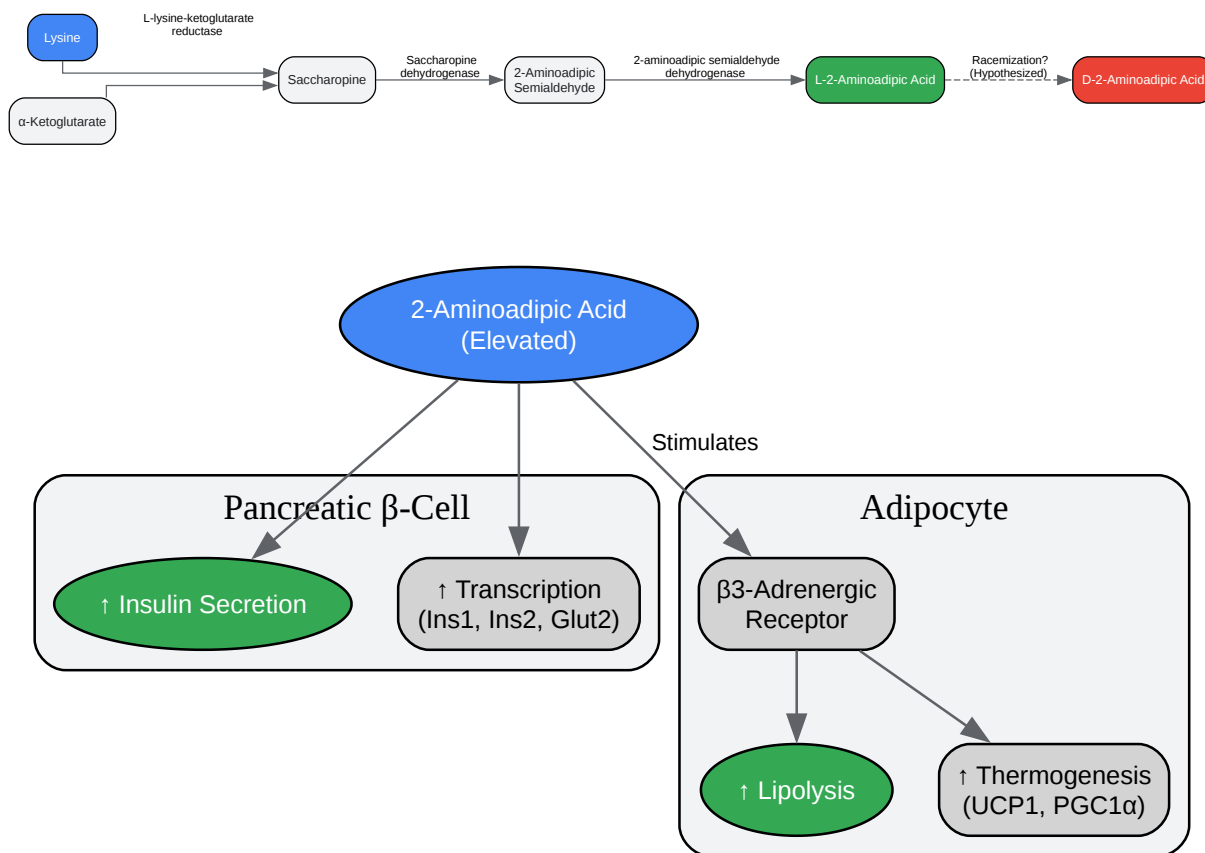 Lysine
L-lysine-ketoglutarate
reductase
α-Ketoglutarate
Saccharopine
Saccharopine
dehydrogenase
2-Aminoadipic
Semialdehyde
2-aminoadipic semialdehyde
dehydrogenase
L-2-Aminoadipic Acid
Racemization?
(Hypothesized)
D-2-Aminoadipic Acid
2-Aminoadipic Acid
(Elevated)
Stimulates
Pancreatic β-Cell
↑ Insulin Secretion
↑ Transcription
(Ins1, Ins2, Glut2)
Adipocyte
β3-Adrenergic
Receptor
↑ Lipolysis
↑ Thermogenesis
(UCP1, PGC1α)